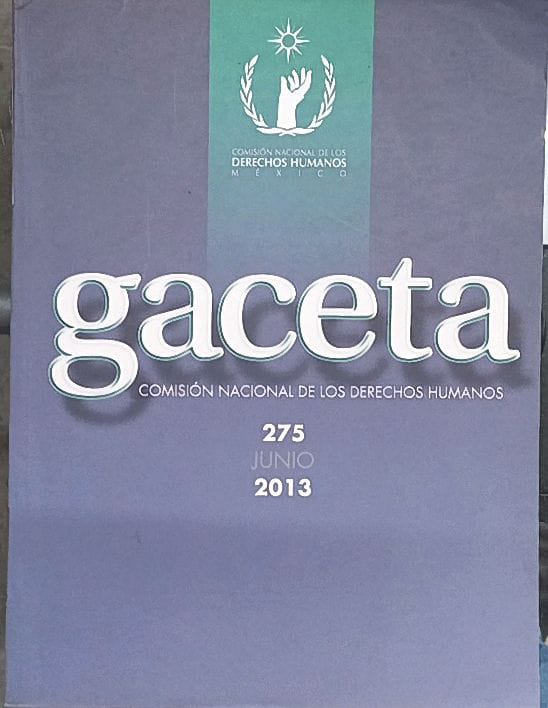 COMISIÓN NACIONAL DE LOS
DERECHOS HUMANOS
MÉXICO
gaceta
COMISIÓN NACIONAL DE LOS DERECHOS HUMANOS
275
JUNIO
2013